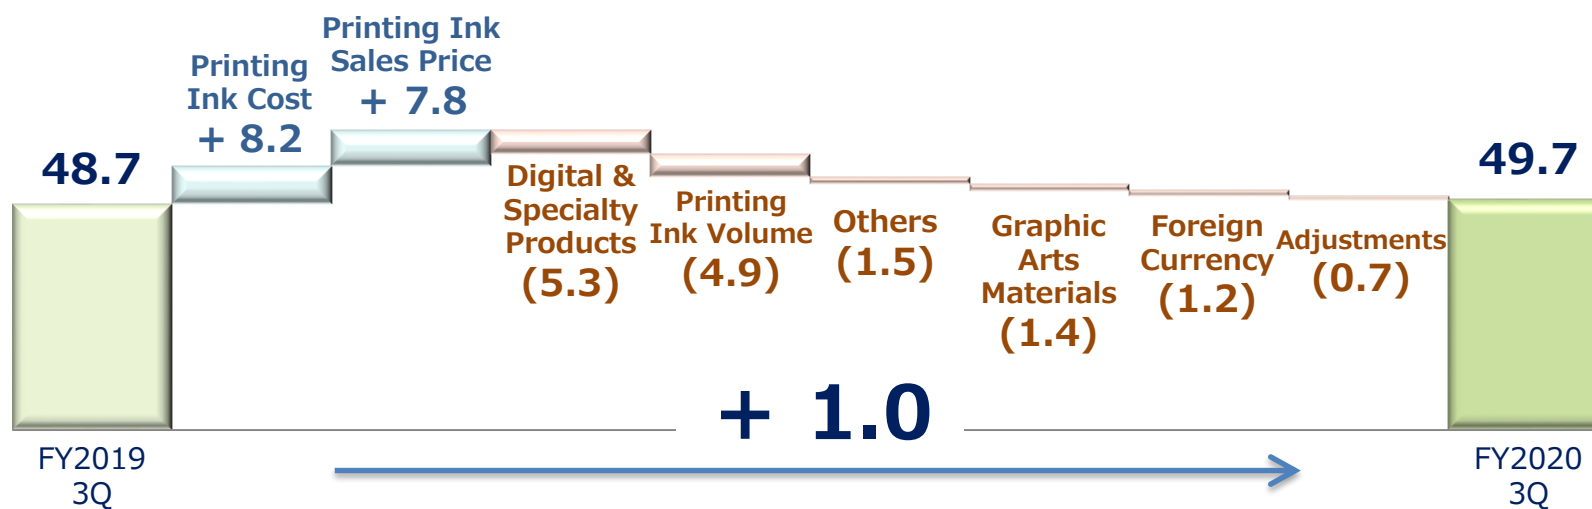 48.7
Printing
Ink Cost
+ 8.2
Printing Ink
Sales Price
+ 7.8
Digital &
Specialty
Products
(5.3)
Printing
Ink Volume
(4.9)
Others
(1.5)
Graphic
Arts
Materials
(1.4)
Foreign
Currency
(1.2)
Adjustments
(0.7)
49.7
+ 1.0
FY2019
3Q
FY2020
3Q